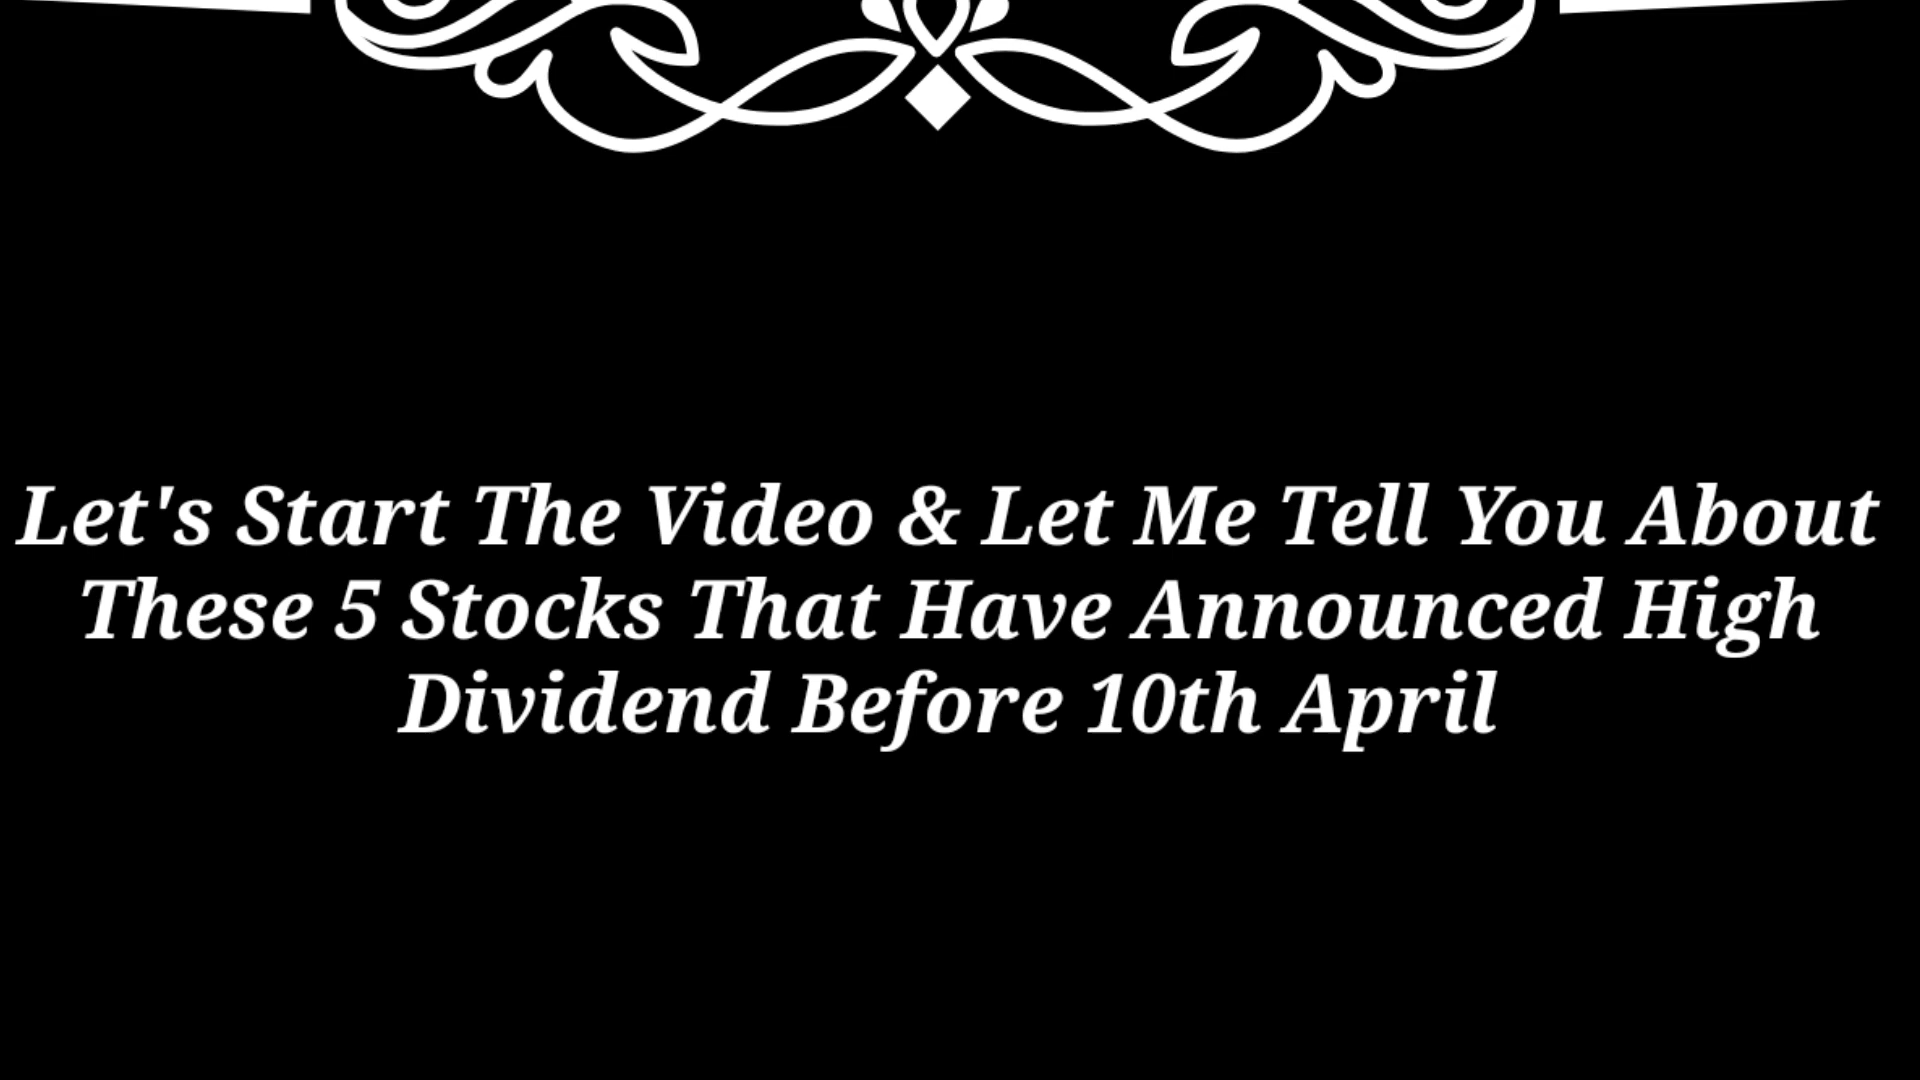 Let's Start The Video & Let Me Tell You About
These 5 Stocks That Have Announced High
Dividend Before 10th April